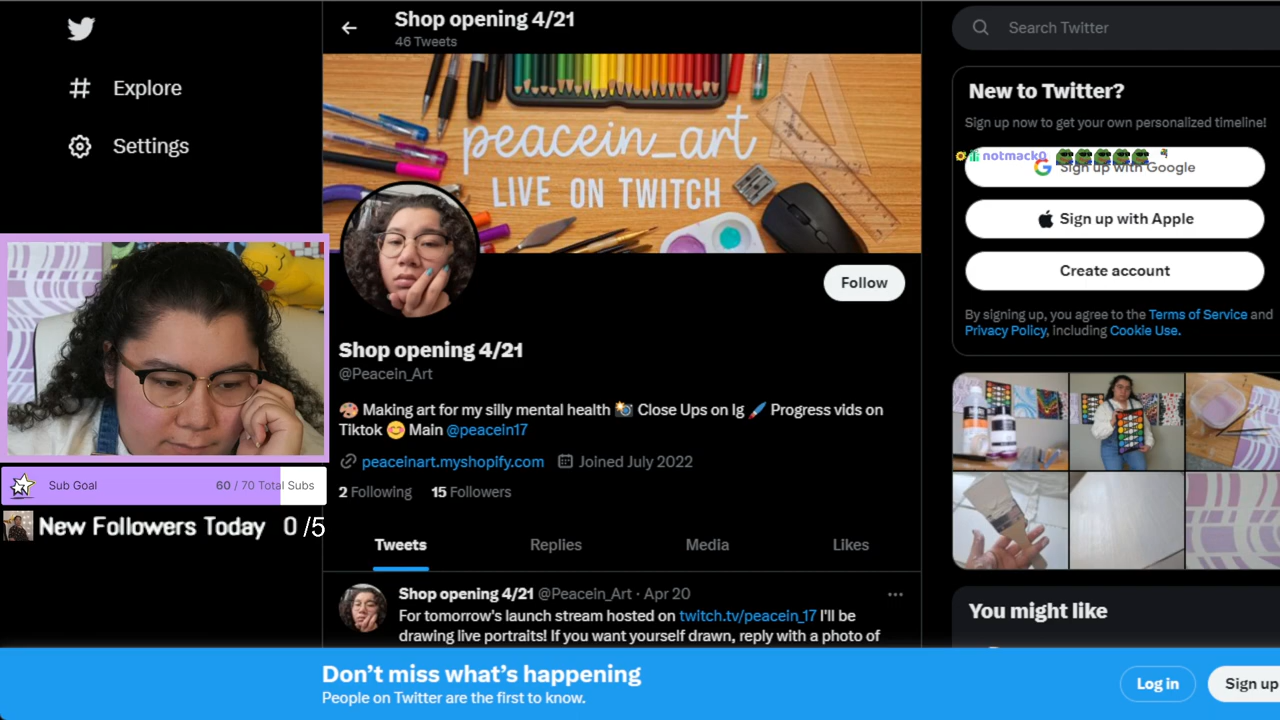 Shop opening 4/21
46 Tweets
Explore
Settings
peacein_art
LIVE ON TWITCH
Follow
Shop opening 4/21
@Peacein_Art
🎨 Making art for my silly mental health 📸 Close Ups on Ig 🖌️ Progress vids on
Tiktok 😊 Main @peacein17
peaceinart.myshopify.com Joined July 2022
2 Following 15 Followers
Tweets Replies Media Likes
Shop opening 4/21 @Peacein_Art · Apr 20
For tomorrow's launch stream hosted on twitch.tv/peacein_17 I'll be
drawing live portraits! If you want yourself drawn, reply with a photo of
Sub Goal 60 / 70 Total Subs
New Followers Today 0 /5
Search Twitter
New to Twitter?
Sign up now to get your own personalized timeline!
notmack0
Sign up with Google
Sign up with Apple
Create account
By signing up, you agree to the Terms of Service and
Privacy Policy, including Cookie Use.
You might like
Don’t miss what’s happening
People on Twitter are the first to know.
Log in
Sign up